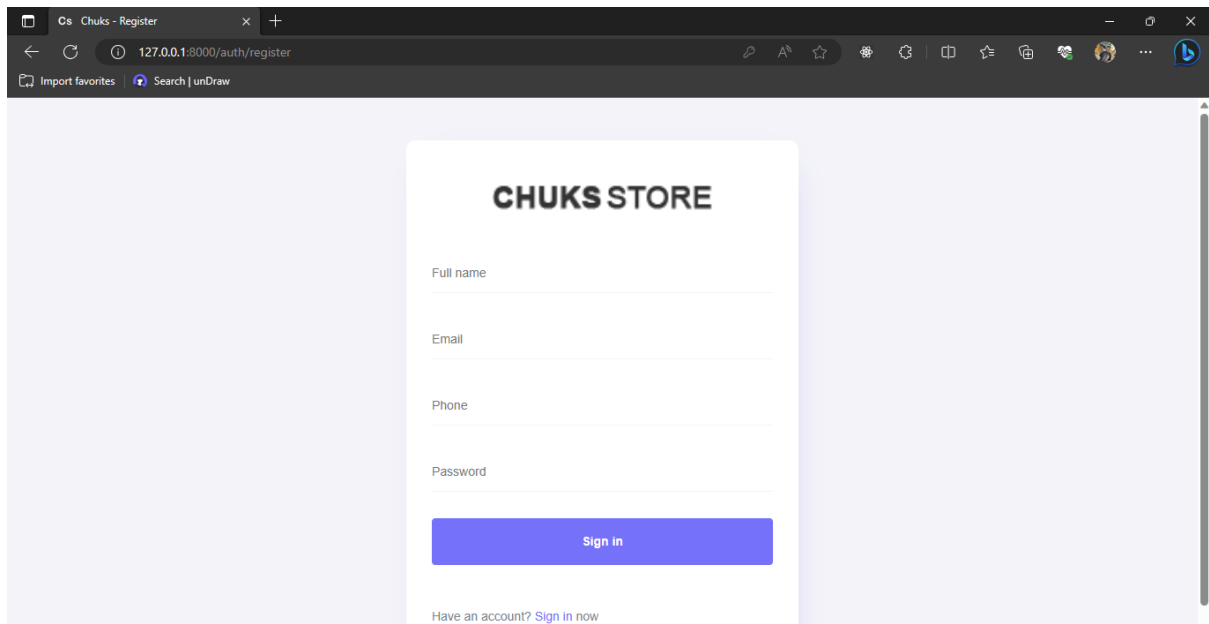 Cs Chuks - Register
127.0.0.1:8000/auth/register
Import favorites Search | unDraw
CHUKS STORE
Full name
Email
Phone
Password
Sign in
Have an account? Sign in now